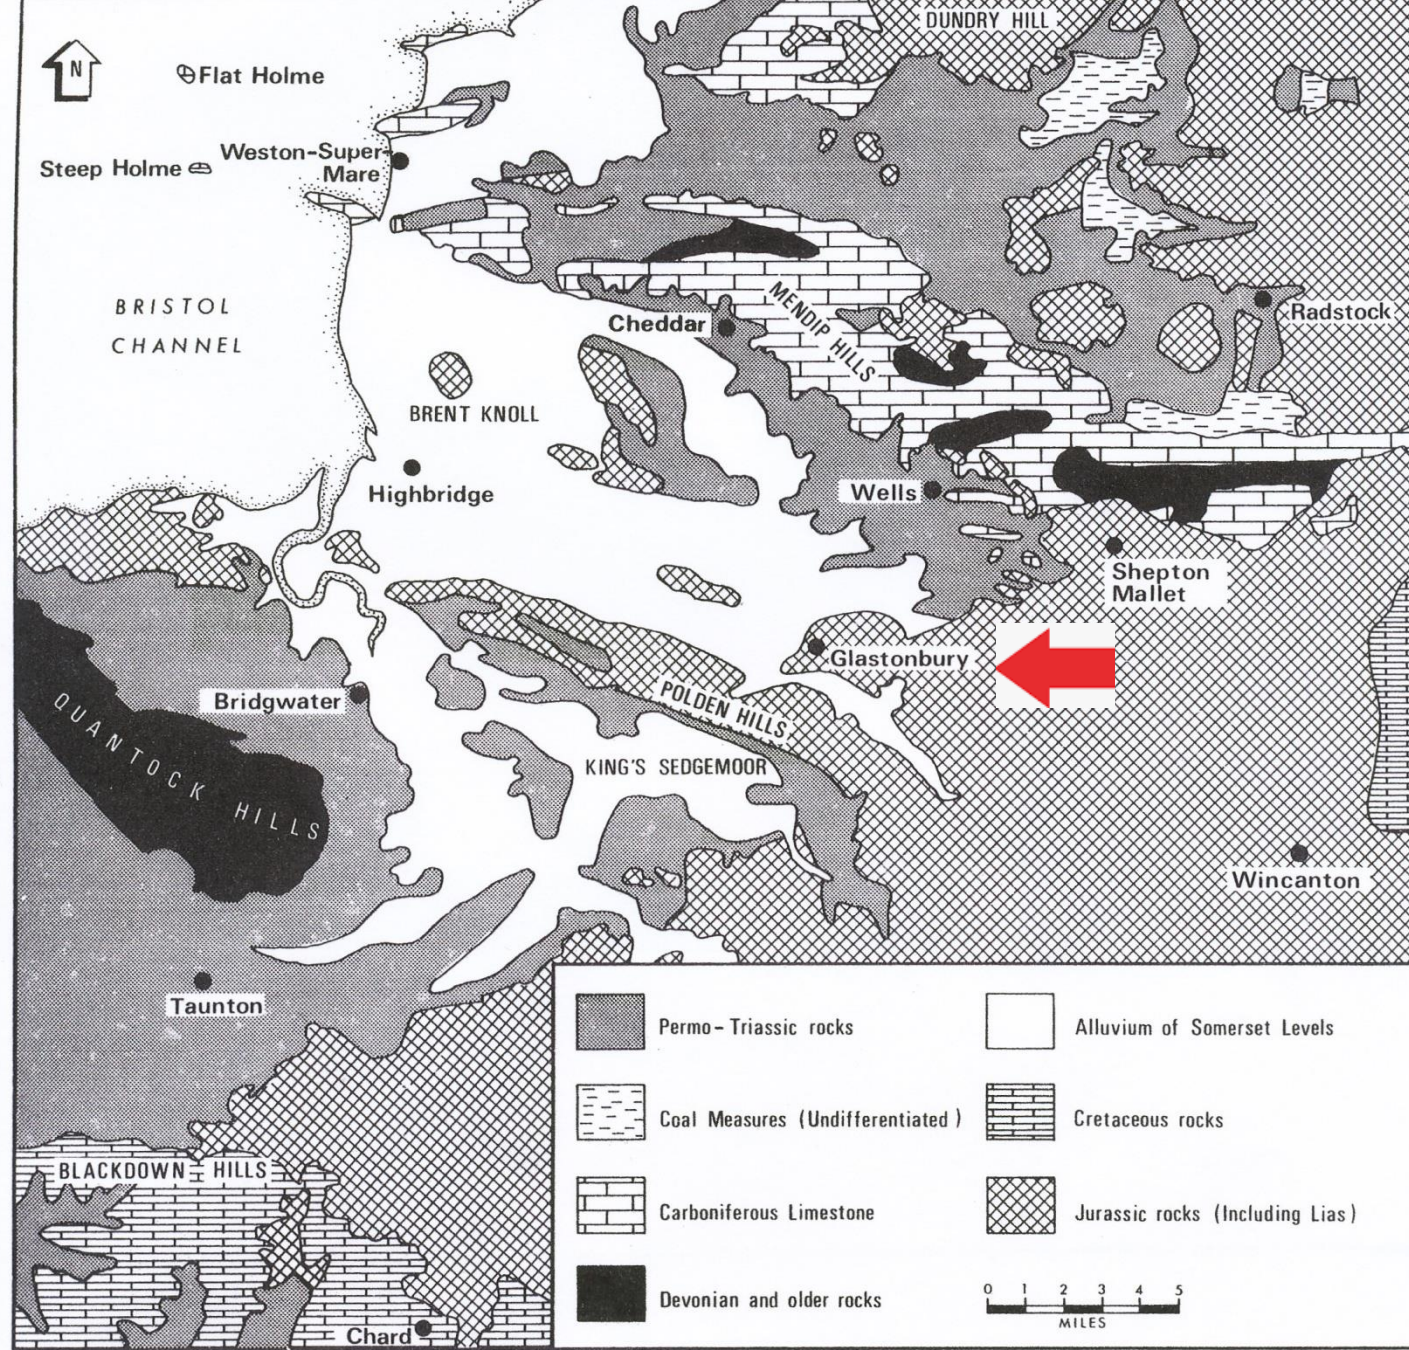 DUNDRY HILL
N
Flat Holme
Steep Holme
Weston-Super-
Mare
BRISTOL
CHANNEL
MENDIP HILLS
Radstock
Cheddar
BRENT KNOLL
Highbridge
Wells
Shepton
Mallet
Glastonbury
Bridgwater
POLDEN HILLS
QUANTOCK HILLS
KING'S SEDGEMOOR
Wincanton
Taunton
BLACKDOWN HILLS
Chard
Permo-Triassic rocks
Coal Measures (Undifferentiated)
Carboniferous Limestone
Devonian and older rocks
Alluvium of Somerset Levels
Cretaceous rocks
Jurassic rocks (Including Lias)
0 1 2 3 4 5
MILES